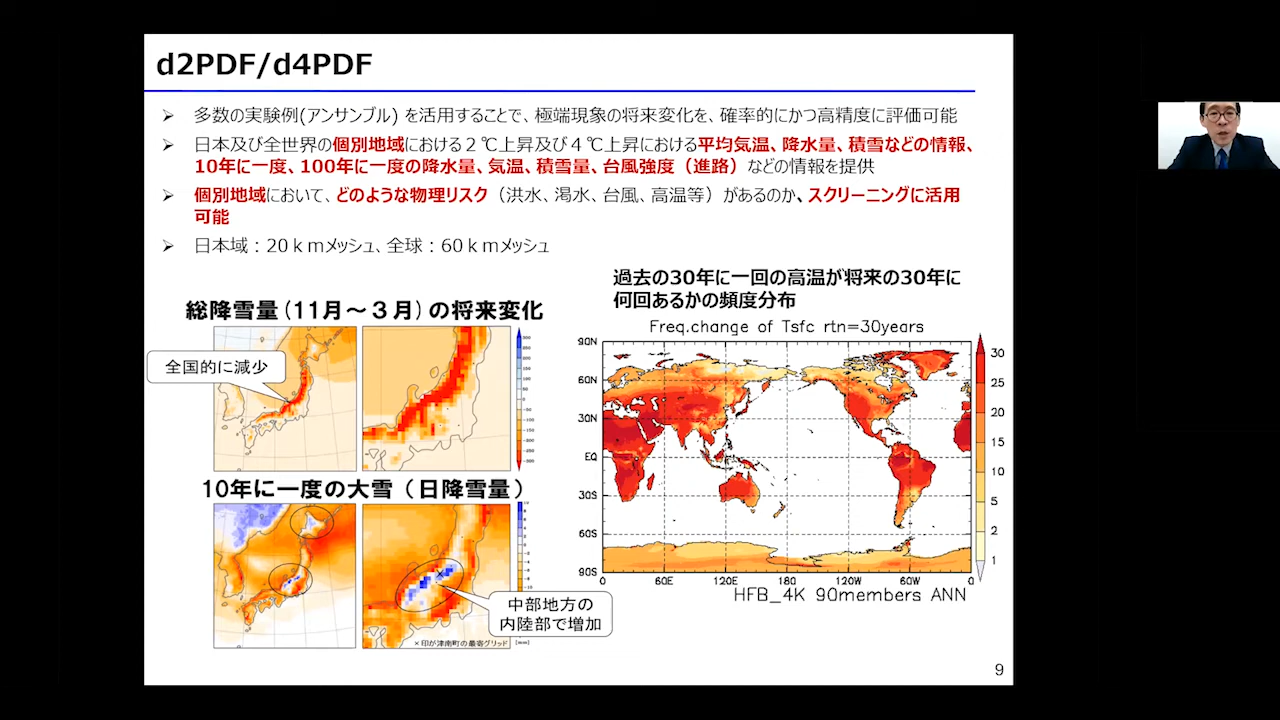 d2PDF/d4PDF
➢ 多数の実験例(アンサンブル) を活用することで、極端現象の将来変化を、確率的にかつ高精度に評価可能
➢ 日本及び全世界の個別地域における２℃上昇及び４℃上昇における平均気温、降水量、積雪などの情報、
10年に一度、100年に一度の降水量、気温、積雪量、台風強度（進路）などの情報を提供
➢ 個別地域において、どのような物理リスク（洪水、渇水、台風、高温等）があるのか、スクリーニングに活用
可能
➢ 日本域：20ｋmメッシュ、全球：60ｋmメッシュ
総降雪量(11月～３月)の将来変化
全国的に減少
10年に一度の大雪（日降雪量）
中部地方の
内陸部で増加
×印が津南町の最寄グリッド
[mm]
過去の30年に一回の高温が将来の30年に
何回あるかの頻度分布
Freq.change of Tsfc rtn=30years
90N
60N
30N
EQ
30S
60S
90S
0 60E 120E 180 120W 60W 0
30
25
20
15
10
5
2
1
HFB_4K 90members ANN
9